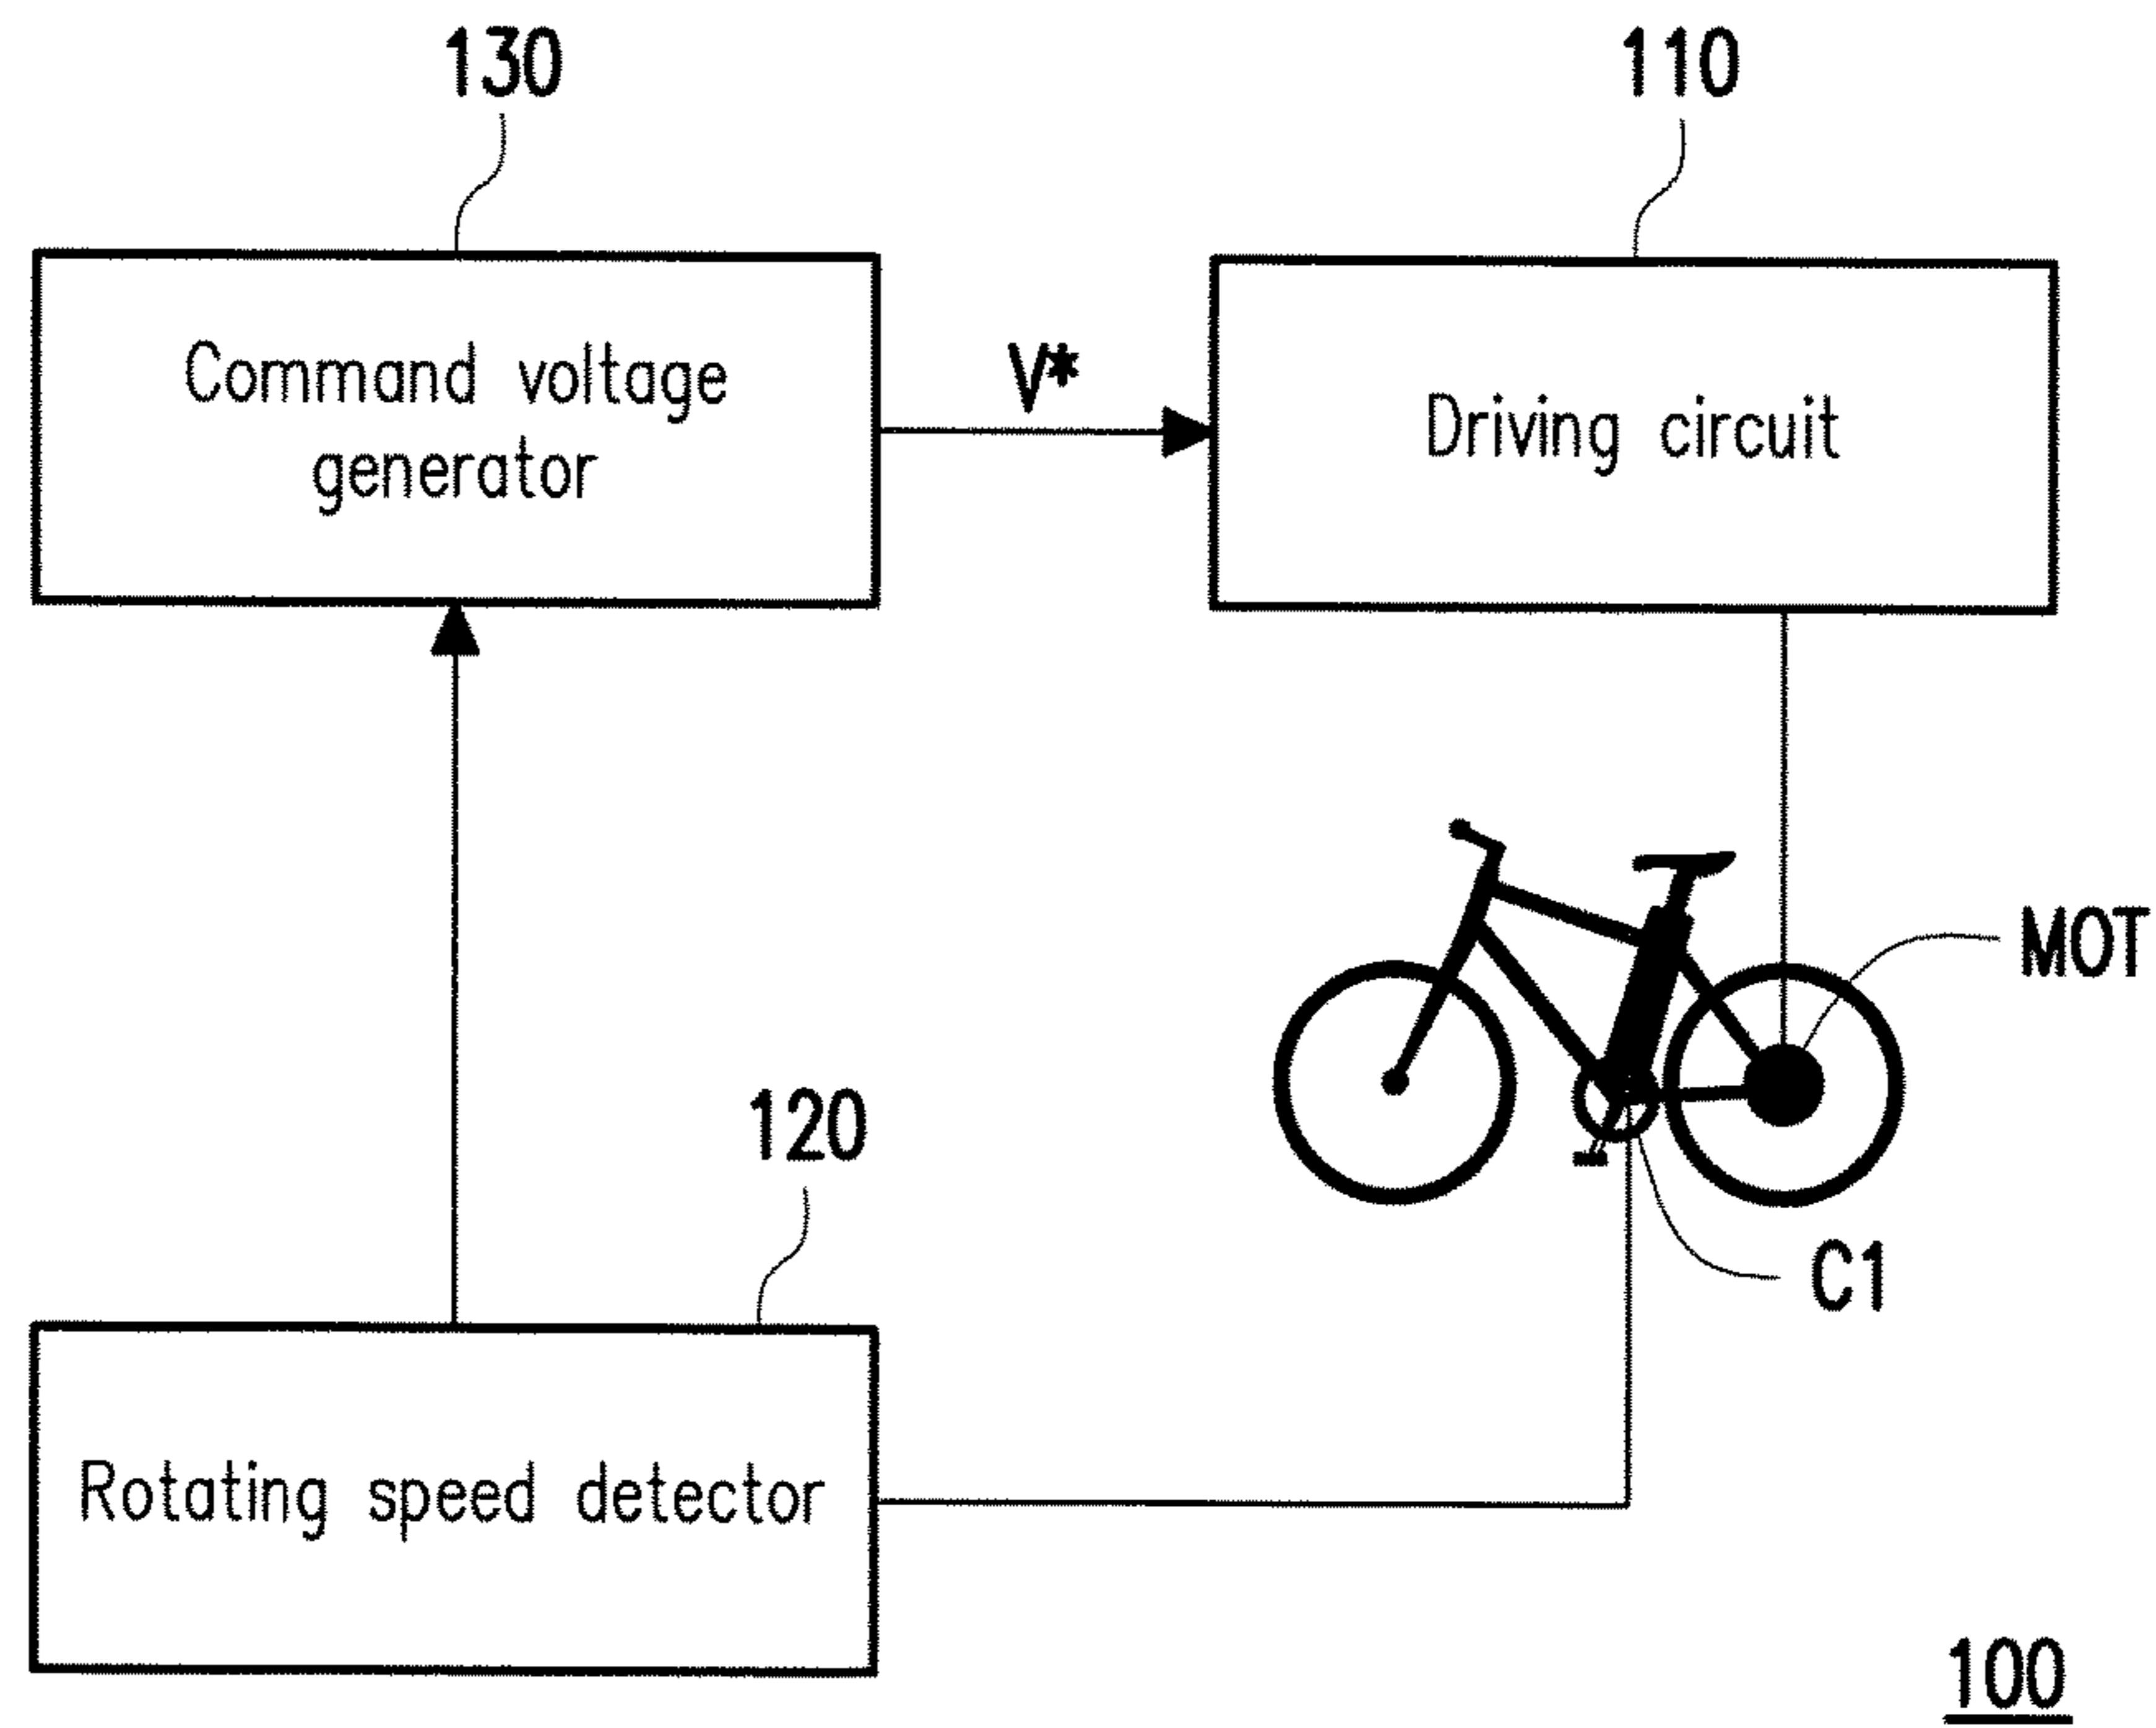 130
110
Command voltage
generator
V*
Driving circuit
MOT
120
C1
Rotating speed detector
100